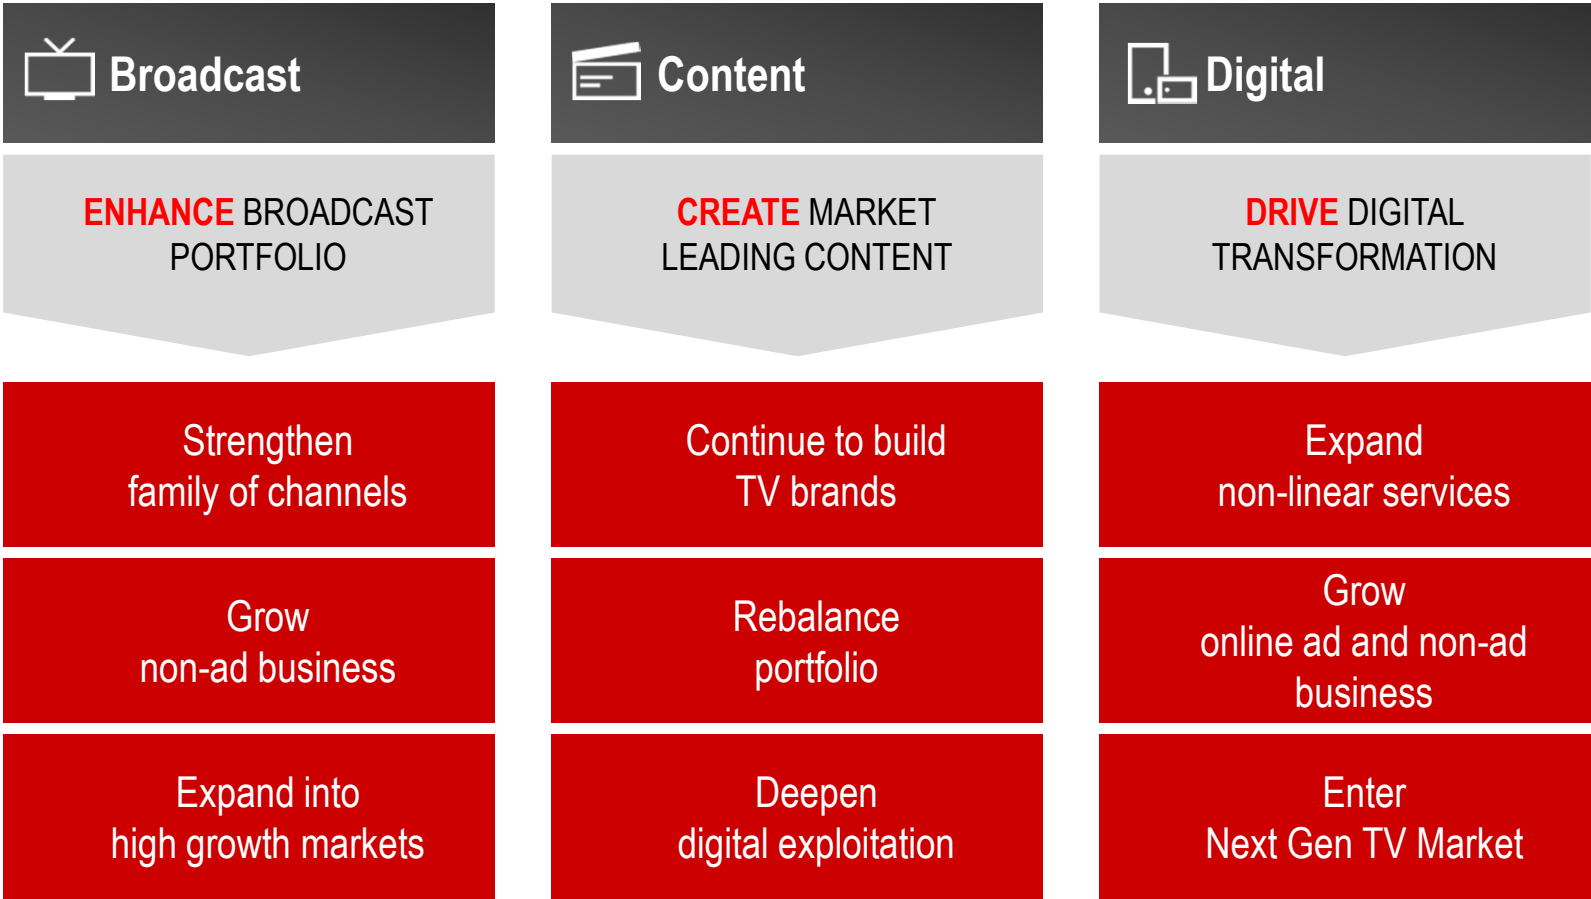 Broadcast
ENHANCE BROADCAST
PORTFOLIO
Strengthen
family of channels
Grow
non-ad business
Expand into
high growth markets
Content
CREATE MARKET
LEADING CONTENT
Continue to build
TV brands
Rebalance
portfolio
Deepen
digital exploitation
Digital
DRIVE DIGITAL
TRANSFORMATION
Expand
non-linear services
Grow
online ad and non-ad
business
Enter
Next Gen TV Market